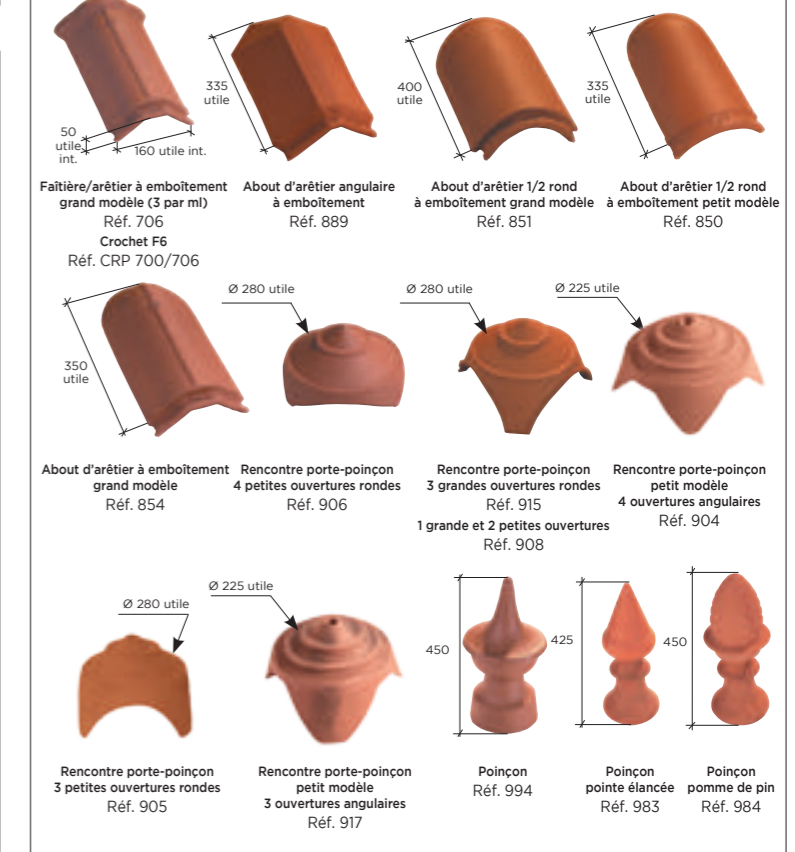 50
utile
int.
160 utile int.
335
utile
400
utile
335
utile
Faîtière/arêtier à emboîtement
grand modèle (3 par ml)
Réf. 706
Crochet F6
Réf. CRP 700/706
About d'arêtier angulaire
à emboîtement
Réf. 889
About d'arêtier 1/2 rond
à emboîtement grand modèle
Réf. 851
About d'arêtier 1/2 rond
à emboîtement petit modèle
Réf. 850
350
utile
Ø 280 utile
Ø 280 utile
Ø 225 utile
About d'arêtier à emboîtement
grand modèle
Réf. 854
Rencontre porte-poinçon
4 petites ouvertures rondes
Réf. 906
Rencontre porte-poinçon
3 grandes ouvertures rondes
Réf. 915
1 grande et 2 petites ouvertures
Réf. 908
Rencontre porte-poinçon
petit modèle
4 ouvertures angulaires
Réf. 904
Ø 280 utile
Ø 225 utile
450
425
450
Rencontre porte-poinçon
3 petites ouvertures rondes
Réf. 905
Rencontre porte-poinçon
petit modèle
3 ouvertures angulaires
Réf. 917
Poinçon
Réf. 994
Poinçon
pointe élancée
Réf. 983
Poinçon
pomme de pin
Réf. 984